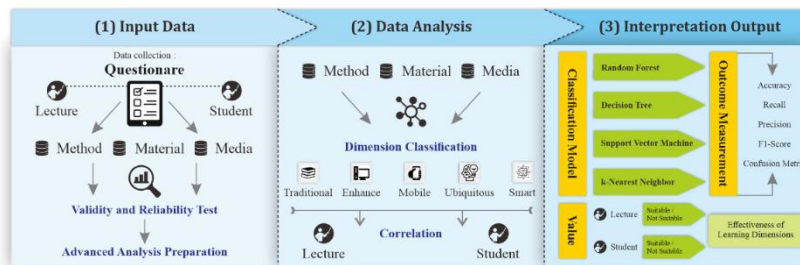 (1) Input Data
Data collection :
Questionare
Lecture
Student
Method
Material
Media
Validity and Reliability Test
Advanced Analysis Preparation
(2) Data Analysis
Method
Material
Media
Dimension Classification
Traditional
Enhance
Mobile
Ubiquitous
Smart
Correlation
Lecture
Student
(3) Interpretation Output
Classification Model
Random Forest
Decision Tree
Support Vector Machine
k-Nearest Neighbor
Outcome Measurement
Accuracy
Recall
Precision
F1-Score
Confusion Metr
Value
Lecture
Suitable /
Not Suitable
Student
Suitable /
Not Suitable
Effectiveness of
Learning Dimensions